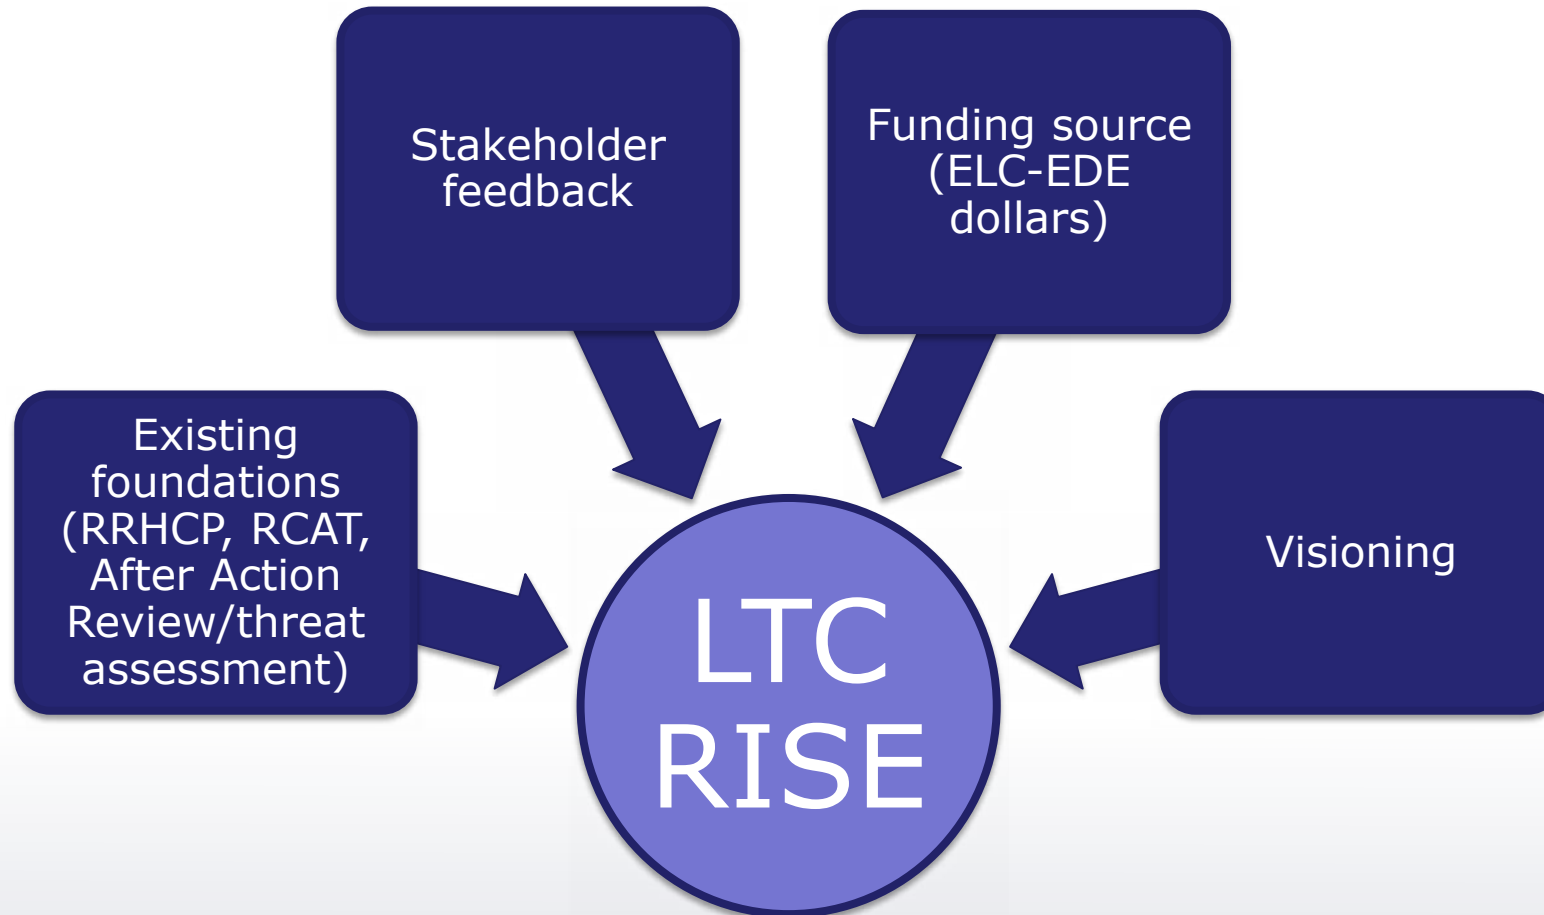 Stakeholder
feedback
Funding source
(ELC-EDE
dollars)
Existing
foundations
(RRHCP, RCAT,
After Action
Review/threat
assessment)
Visioning
LTC
RISE